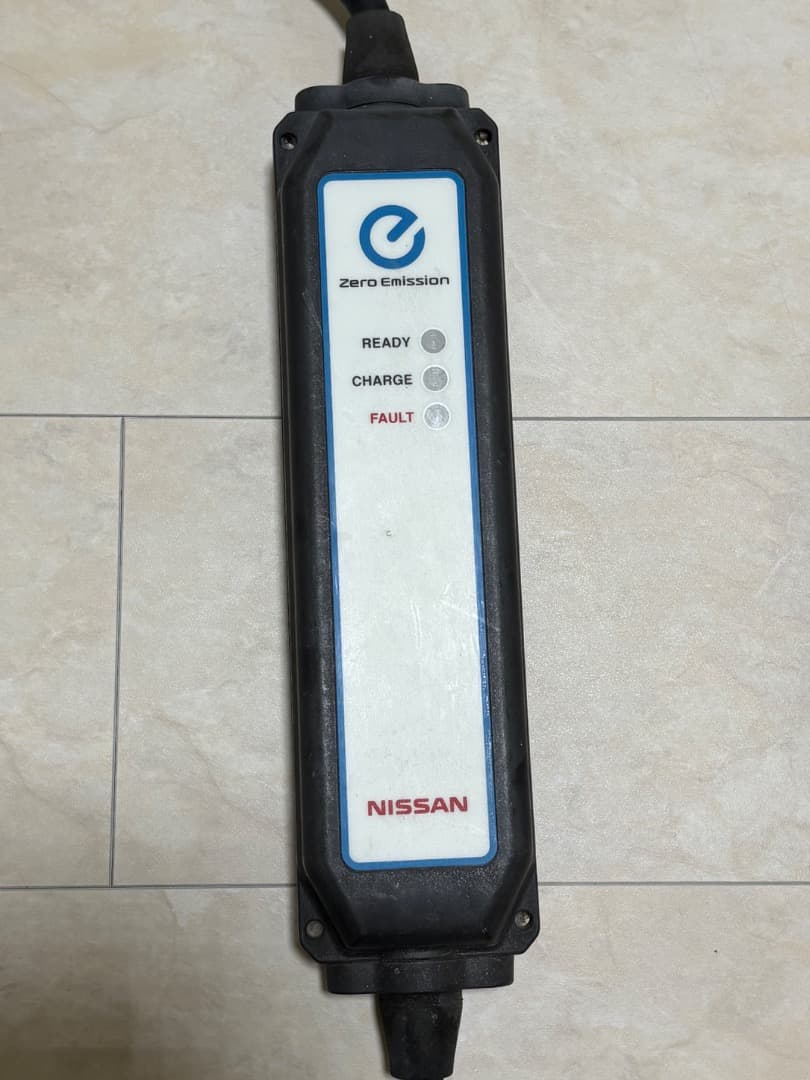 Zero Emission
READY
CHARGE
FAULT
NISSAN